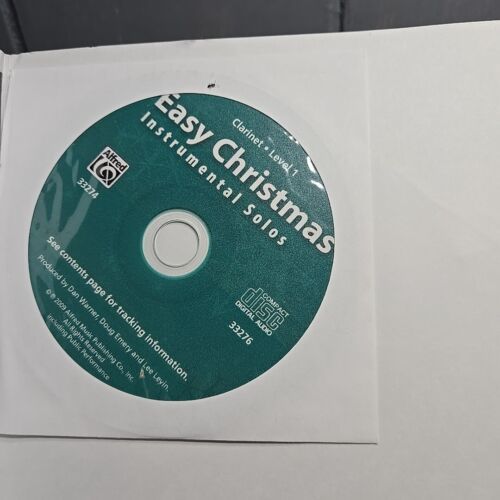 Easy Christmas
Instrumental Solos
Clarinet • Level 1
Alfred
33274
COMPACT
disc
DIGITAL AUDIO
33276
See contents page for tracking information.
Produced by Dan Warner, Doug Emery and Lee Levin.
© ℗ 2009 Alfred Music Publishing Co., Inc.
All Rights Reserved
Including Public Performance